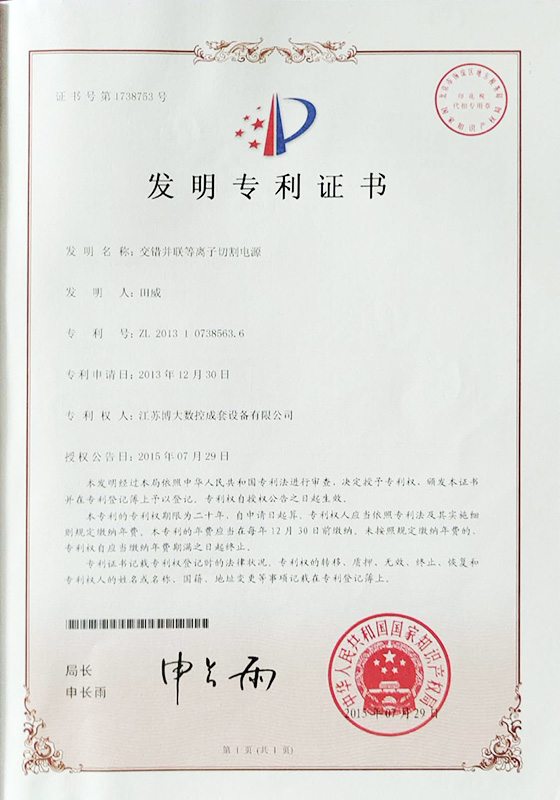 证书号第1738753号
印花税
代扣专用章
国家知识产权局
发明专利证书
发明名称：交错并联等离子切割电源
发明人：田威
专利号：ZL 2013 1 0738563.6
专利申请日：2013年12月30日
专利权人：江苏博大数控成套设备有限公司
授权公告日：2015年07月29日
本发明经过本局依照中华人民共和国专利法进行审查，决定授予专利权，颁发本证书
并在专利登记簿上予以登记。专利权自授权公告之日起生效。
本专利的专利权期限为二十年，自申请日起算。专利权人应当依照专利法及其实施细
则规定缴纳年费。本专利的年费应当在每年12月30日前缴纳。未按照规定缴纳年费的，
专利权自应当缴纳年费期满之日起终止。
专利证书记载专利权登记时的法律状况。专利权的转移、质押、无效、终止、恢复和
专利权人的姓名或名称、国籍、地址变更等事项记载在专利登记簿上。
局长
申长雨
申长雨
中华人民共和国国家知识产权局
2015年07月29日
第1页(共1页)